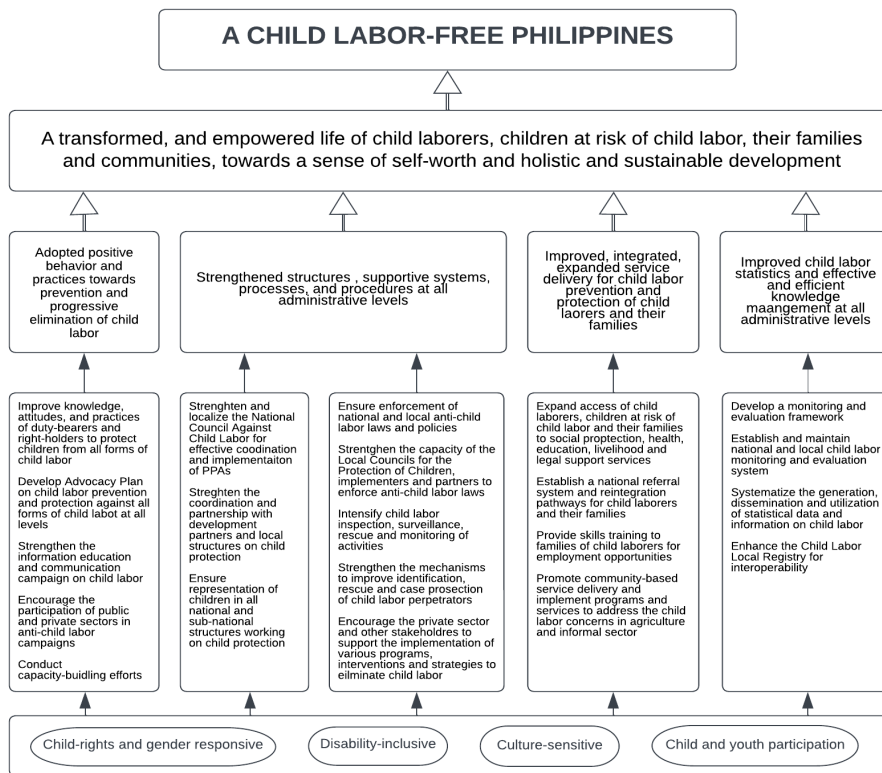 A CHILD LABOR-FREE PHILIPPINES
A transformed, and empowered life of child laborers, children at risk of child labor, their families
and communities, towards a sense of self-worth and holistic and sustainable development
Adopted positive
behavior and
practices towards
prevention and
progressive
elimination of child
labor
Strengthened structures , supportive systems,
processes, and procedures at all
administrative levels
Improved, integrated,
expanded service
delivery for child labor
prevention and
protection of child
laorers and their
families
Improved child labor
statistics and effective
and efficient
knowledge
maangement at all
administrative levels
Improve knowledge,
attitudes, and practices
of duty-bearers and
right-holders to protect
children from all forms of
child labor
Develop Advocacy Plan
on child labor prevention
and protection against all
forms of child labot at all
levels
Strengthen the
information education
and communication
campaign on child labor
Encourage the
participation of public
and private sectors in
anti-child labor
campaigns
Conduct
capacity-buidling efforts
Strenghten and
localize the National
Council Against
Child Labor for
effective coodination
and implementaiton
of PPAs
Streghten the
coordination and
partnership with
development
partners and local
structures on child
protection
Ensure
representation of
children in all
national and
sub-national
structures working
on child protection
Ensure enforcement of
national and local anti-child
labor laws and policies
Strentghen the capacity of the
Local Councils for the
Protection of Children,
implementers and partners to
enforce anti-child labor laws
Intensify child labor
inspection, surveillance,
rescue and monitoring of
activities
Strengthen the mechanisms
to improve identification,
rescue and case prosection
of child labor perpetrators
Encourage the private sector
and other stakeholdres to
support the implementation of
various programs,
interventions and strategies to
eilminate child labor
Expand access of child
laborers, children at risk of
child labor and their families
to social proptection, health,
education, livelihood and
legal support services
Establish a national referral
system and reintegration
pathways for child laborers
and their families
Provide skills training to
families of child laborers for
employment opportunities
Promote community-based
service delivery and
implement programs and
services to address the child
labor concerns in agriculture
and informal sector
Develop a monitoring and
evaluation framework
Establish and maintain
national and local child labor
monitoring and evaluation
system
Systematize the generation,
dissemination and utilization
of statistical data and
information on child labor
Enhance the Child Labor
Local Registry for
interoperability
Child-rights and gender responsive
Disability-inclusive
Culture-sensitive
Child and youth participation